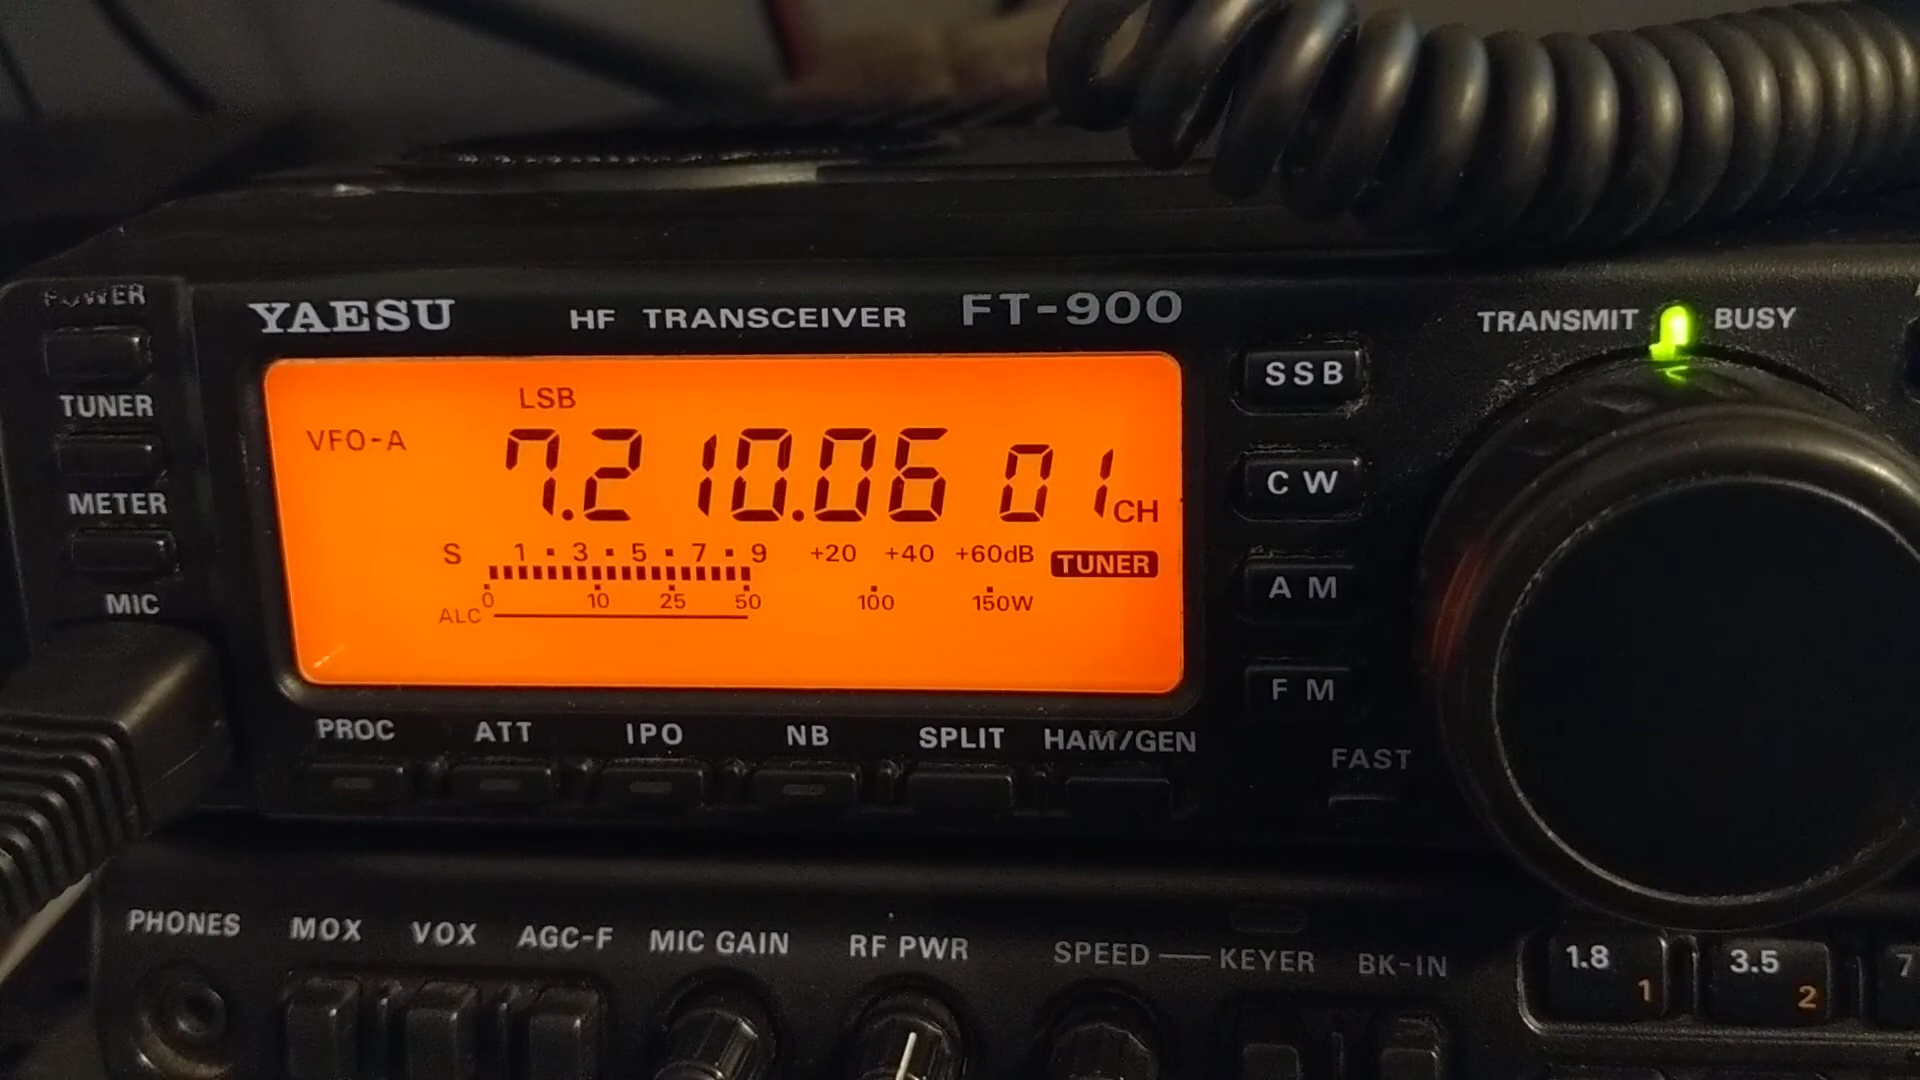 POWER
YAESU HF TRANSCEIVER FT-900
TRANSMIT BUSY
TUNER
METER
MIC
LSB
VFO-A
7.210.06 01 CH
S 1 3 5 7 9 +20 +40 +60dB TUNER
0 10 25 50 100 150W
ALC
SSB
CW
AM
FM
FAST
PROC ATT IPO NB SPLIT HAM/GEN
PHONES MOX VOX AGC-F MIC GAIN RF PWR SPEED KEYER BK-IN
1.8 3.5 7
1 2